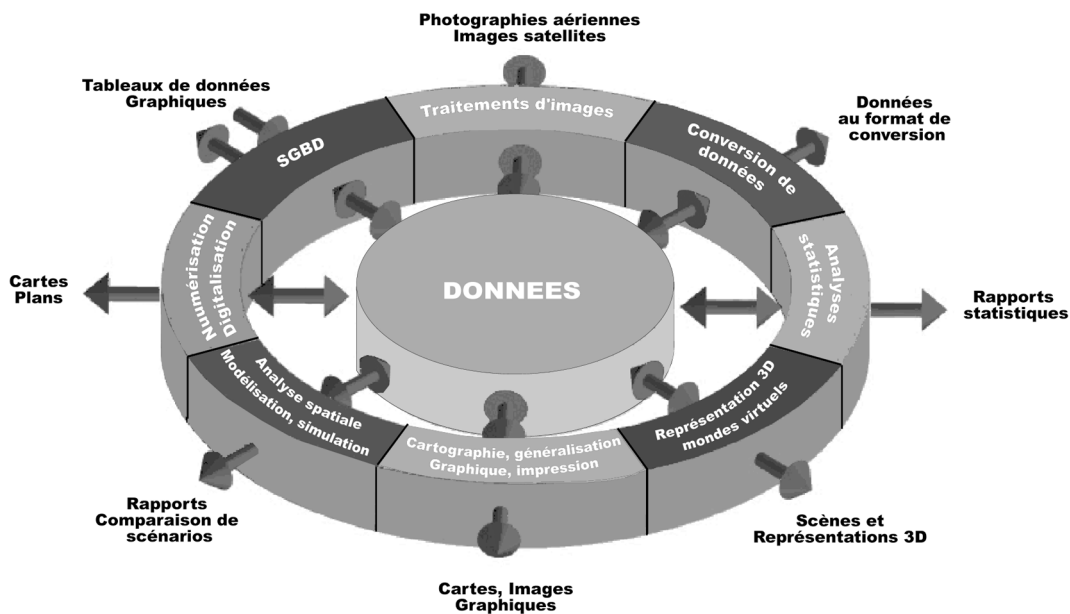 Photographies aériennes
Images satellites
Tableaux de données
Graphiques
Données
au format de
conversion
Traitements d'images
SGBD
Conversion de
données
Nuumérisation
Digitalisation
Analyses
statistiques
DONNEES
Cartes
Plans
Rapports
statistiques
Analyse spatiale
Modélisation, simulation
Cartographie, généralisation
Graphique, impression
Représentation 3D
mondes virtuels
Rapports
Comparaison de
scénarios
Scènes et
Représentations 3D
Cartes, Images
Graphiques